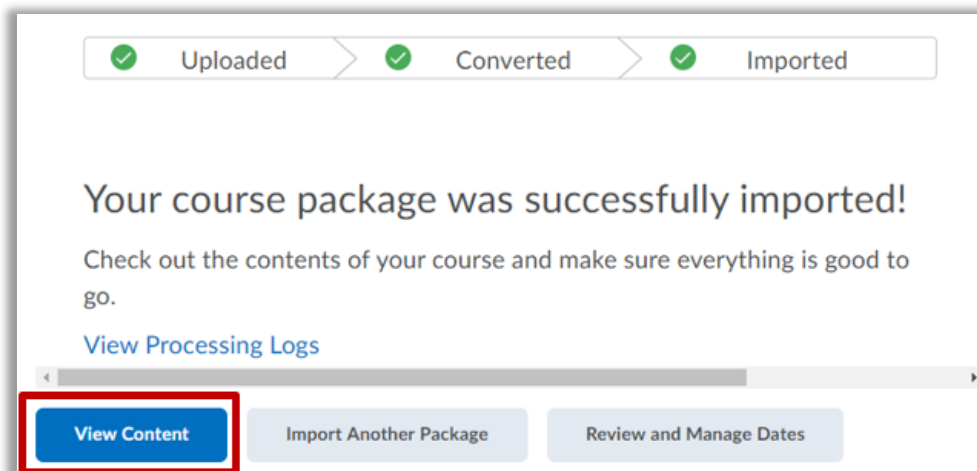 Uploaded Converted Imported
Your course package was successfully imported!
Check out the contents of your course and make sure everything is good to
go.
View Processing Logs
View Content Import Another Package Review and Manage Dates